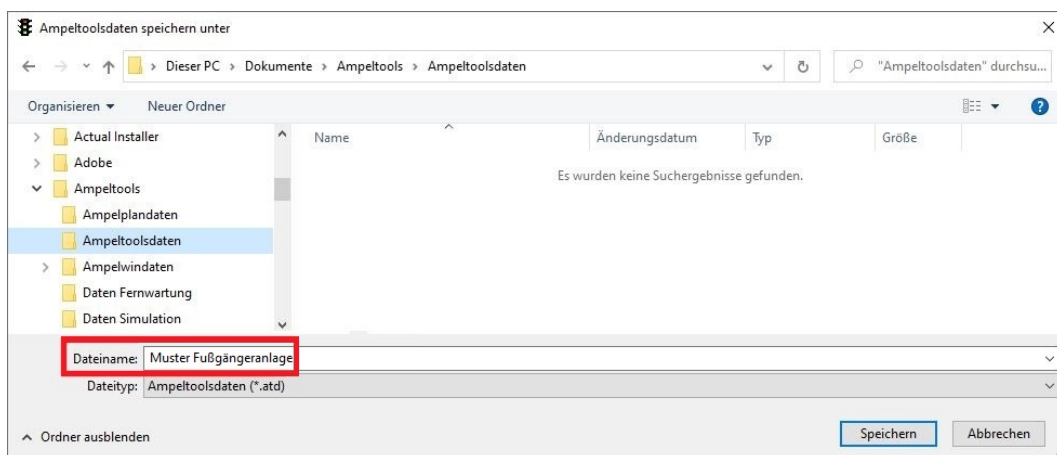 Ampeltoolsdaten speichern unter
Dieser PC > Dokumente > Ampeltools > Ampeltoolsdaten
"Ampeltoolsdaten" durchsu...
Organisieren Neuer Ordner
Name Änderungsdatum Typ Größe
Es wurden keine Suchergebnisse gefunden.
Actual Installer
Adobe
Ampeltools
Ampelplandaten
Ampeltoolsdaten
Ampelwindaten
Daten Fernwartung
Daten Simulation
Dateiname: Muster Fußgängeranlage
Dateityp: Ampeltoolsdaten (*.atd)
Ordner ausblenden
Speichern Abbrechen